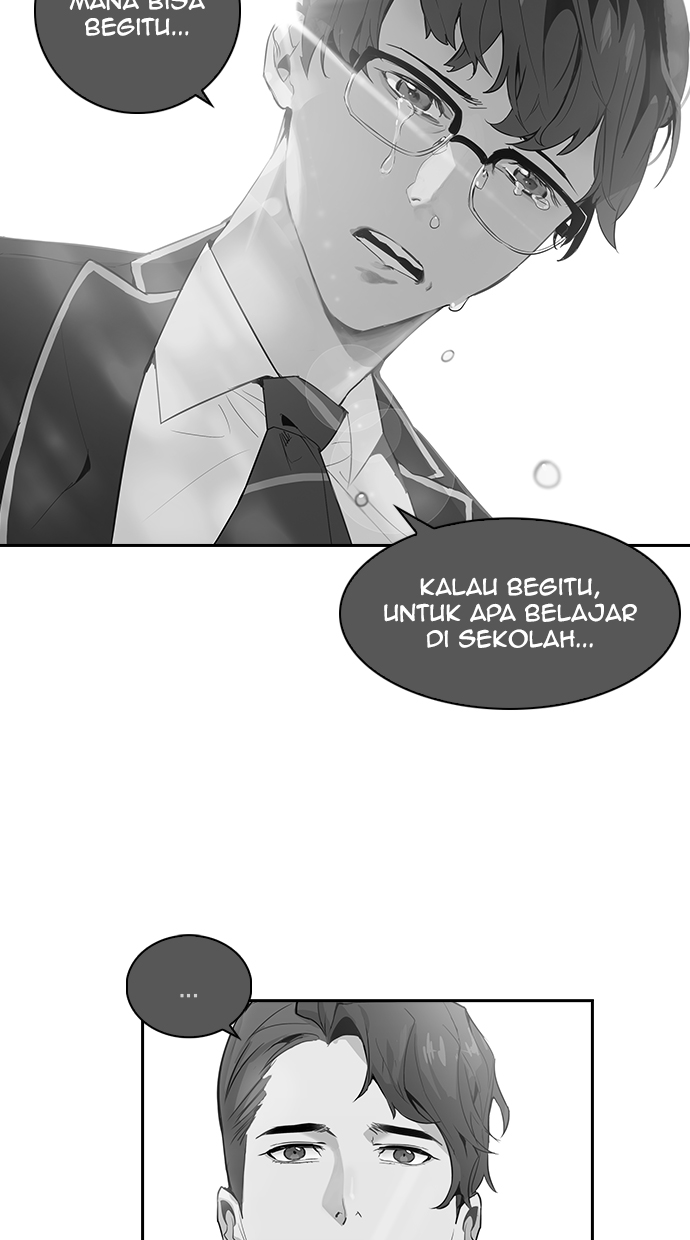 MANA BISA
BEGITU...
KALAU BEGITU,
UNTUK APA BELAJAR
DI SEKOLAH...
...